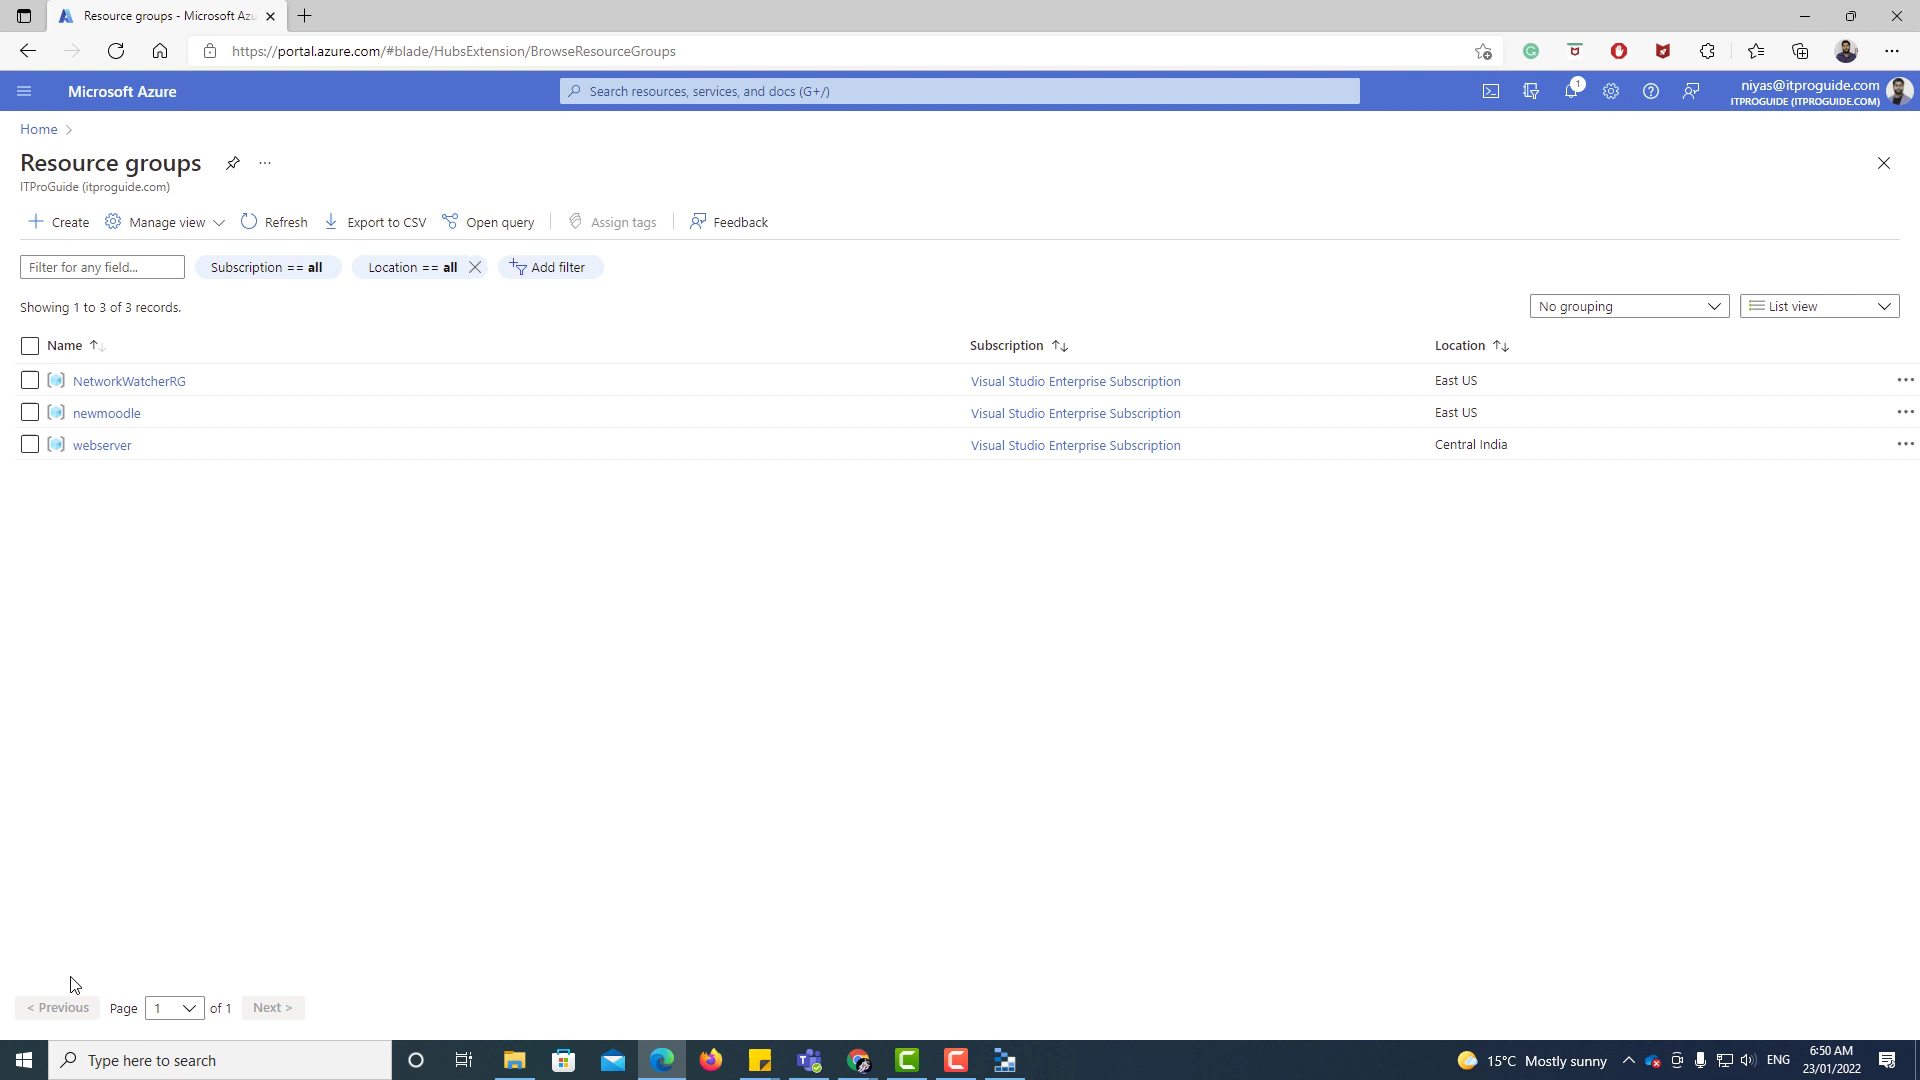 Resource groups - Microsoft Azu
https://portal.azure.com/#blade/HubsExtension/BrowseResourceGroups
Microsoft Azure
Search resources, services, and docs (G+/)
1
niyas@itproguide.com
ITPROGUIDE (ITPROGUIDE.COM)
Home
Resource groups
ITProGuide (itproguide.com)
Create Manage view Refresh Export to CSV Open query Assign tags Feedback
Filter for any field... Subscription == all Location == all Add filter
Showing 1 to 3 of 3 records. No grouping List view
Name Subscription Location
NetworkWatcherRG Visual Studio Enterprise Subscription East US
newmoodle Visual Studio Enterprise Subscription East US
webserver Visual Studio Enterprise Subscription Central India
< Previous Page 1 of 1 Next >
Type here to search
15°C Mostly sunny
ENG
6:50 AM
23/01/2022